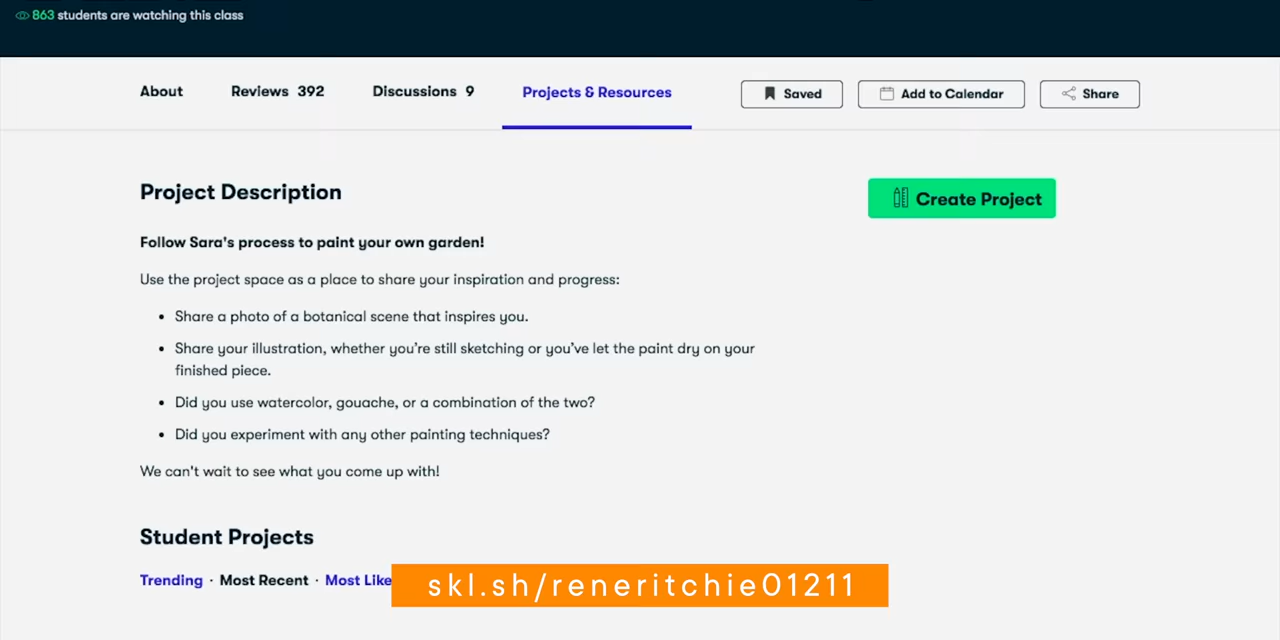 863 students are watching this class
About Reviews 392 Discussions 9 Projects & Resources Saved Add to Calendar Share
Project Description
Create Project
Follow Sara's process to paint your own garden!
Use the project space as a place to share your inspiration and progress:
• Share a photo of a botanical scene that inspires you.
• Share your illustration, whether you're still sketching or you've let the paint dry on your
finished piece.
• Did you use watercolor, gouache, or a combination of the two?
• Did you experiment with any other painting techniques?
We can't wait to see what you come up with!
Student Projects
Trending · Most Recent · Most Like
skl.sh/reneritchie01211